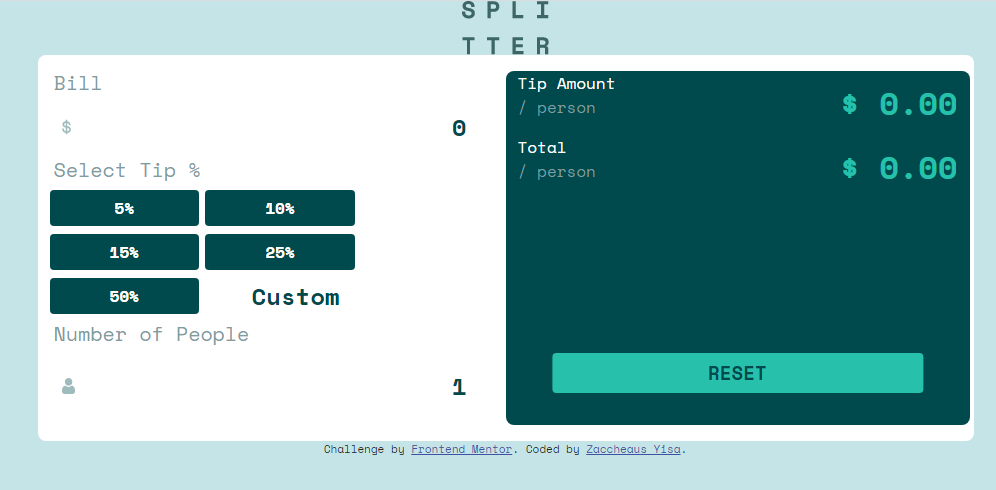 SPLI
TTER
Bill
$ 0
Select Tip %
5% 10%
15% 25%
50% Custom
Number of People
1
Tip Amount
/ person $ 0.00
Total
/ person $ 0.00
RESET
Challenge by Frontend Mentor. Coded by Zaccheaus Yisa.